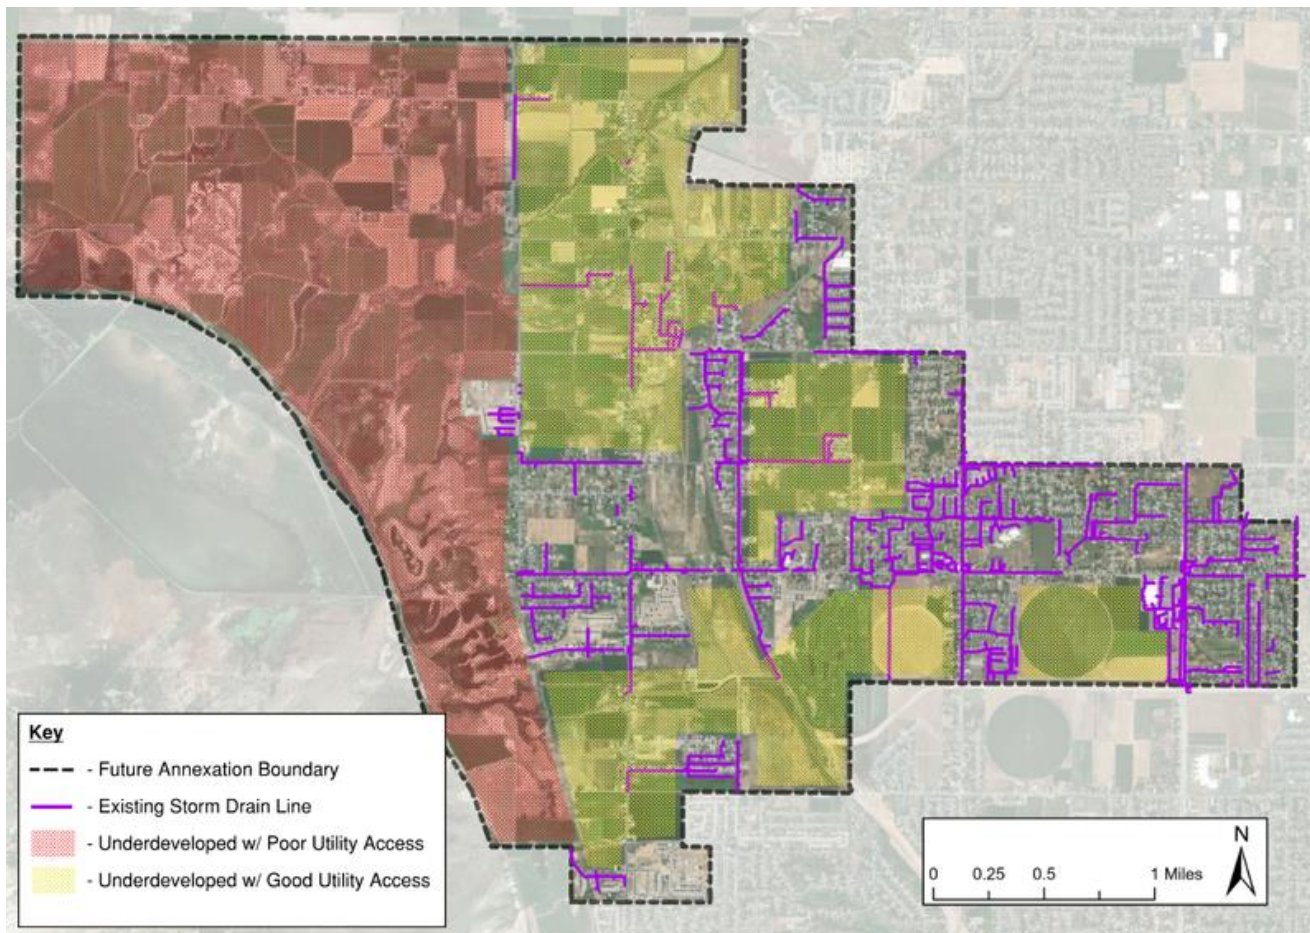 Key
- Future Annexation Boundary
- Existing Storm Drain Line
- Underdeveloped w/ Poor Utility Access
- Underdeveloped w/ Good Utility Access
N
0 0.25 0.5 1 Miles